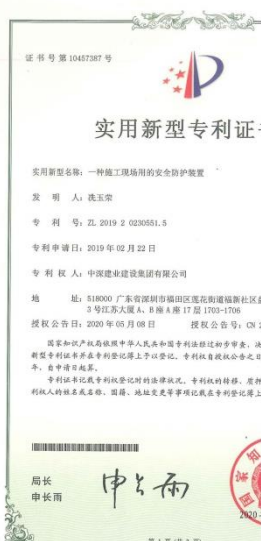 证书号第10457387号
实用新型专利证
实用新型名称：一种施工现场用的安全防护装置
发 明 人：冼玉荣
专 利 号：ZL 2019 2 0230551.5
专利申请日：2019年02月22日
专 利 权 人：中深建业建设集团有限公司
地 址：518000 广东省深圳市福田区莲花街道福新社区
3号江苏大厦A、B座A座17层1703-1706
授权公告日：2020年05月08日 授权公告号：CN 2
国家知识产权局依照中华人民共和国专利法经过初步审查，决
新型专利证书并在专利登记簿上予以登记。专利权自授权公告之日
年，自申请日起算。
专利证书记载专利权登记时的法律状况。专利权的转移、质押
利权人的姓名或名称、国籍、地址变更等事项记载在专利登记簿上
局长
申长雨
申长雨
国家知
2020